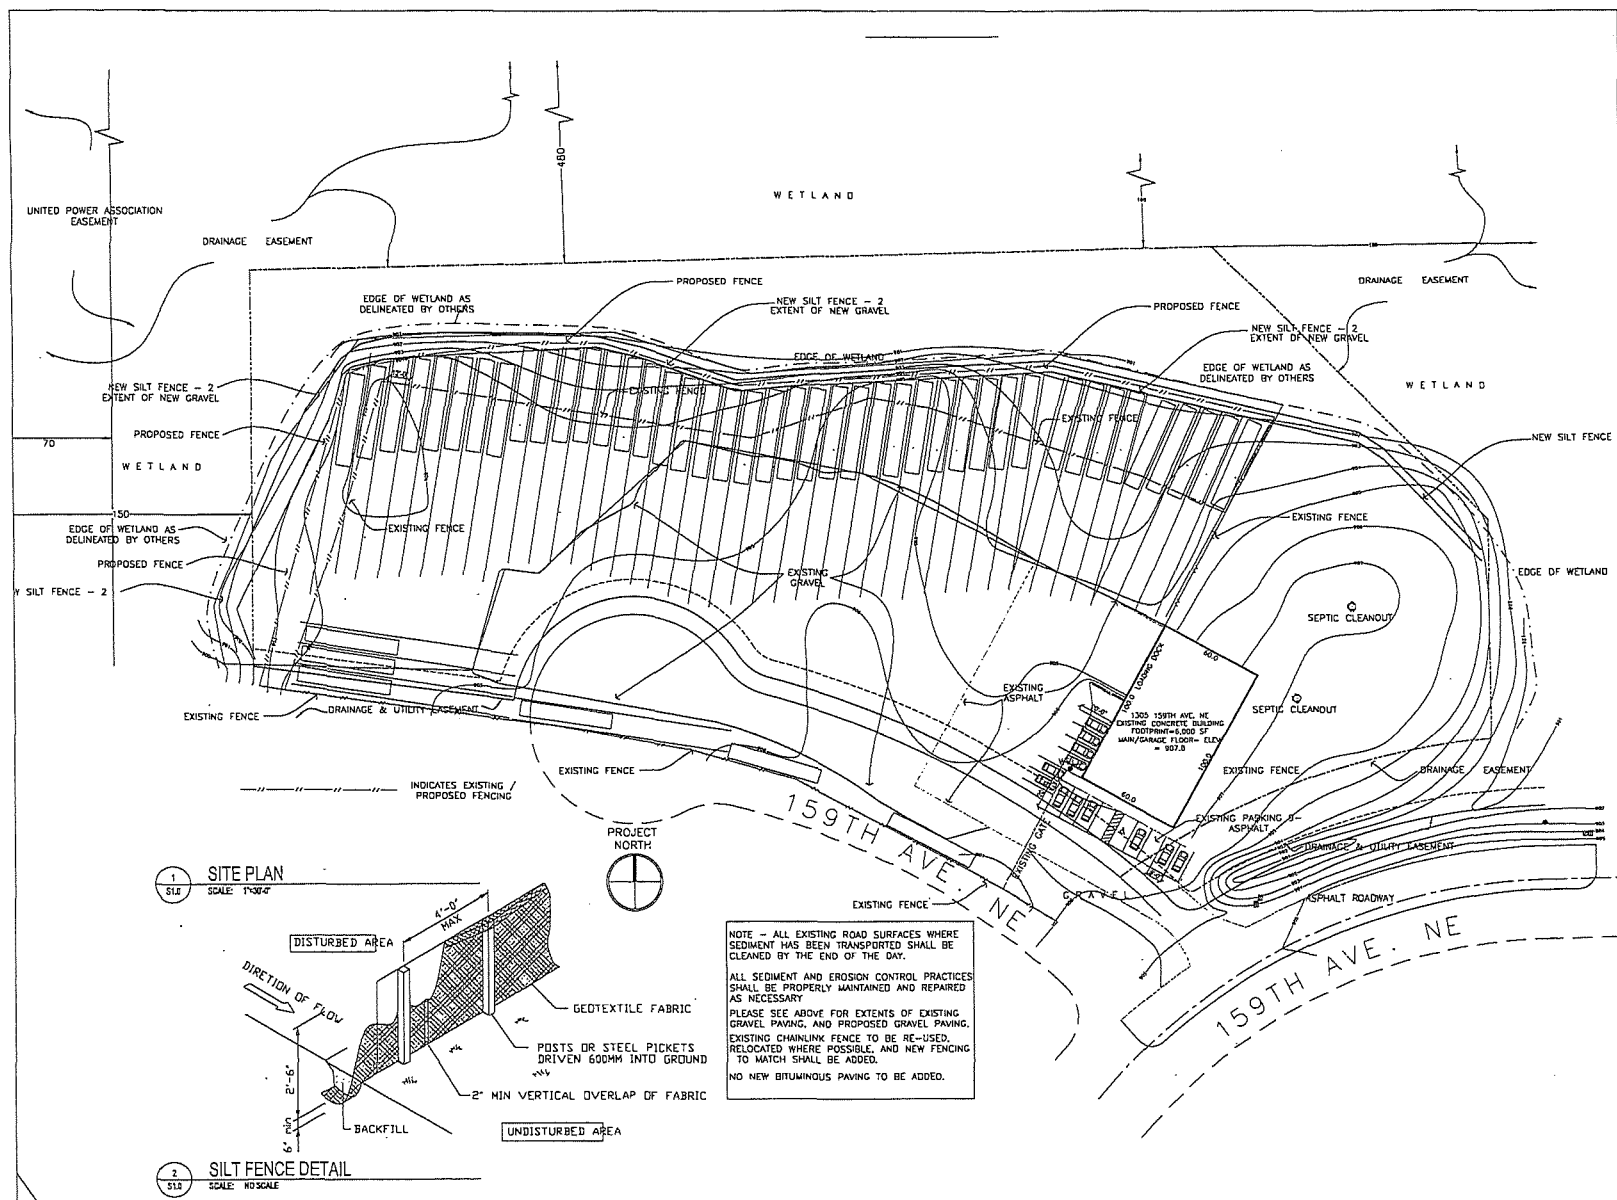 480
WETLAND
UNITED POWER ASSOCIATION
EASEMENT
DRAINAGE EASEMENT
PROPOSED FENCE
DRAINAGE EASEMENT
EDGE OF WETLAND AS
DELINEATED BY OTHERS
NEW SILT FENCE - 2
EXTENT OF NEW GRAVEL
PROPOSED FENCE
NEW SILT FENCE - 2
EXTENT OF NEW GRAVEL
EDGE OF WETLAND
EDGE OF WETLAND AS
DELINEATED BY OTHERS
WETLAND
NEW SILT FENCE - 2
EXTENT OF NEW GRAVEL
EXISTING FENCE
EXISTING FENCE
PROPOSED FENCE
NEW SILT FENCE
70
WETLAND
150
EXISTING FENCE
EXISTING FENCE
EDGE OF WETLAND AS
DELINEATED BY OTHERS
PROPOSED FENCE
EXISTING
GRAVEL
EDGE OF WETLAND
W SILT FENCE - 2
SEPTIC CLEANOUT
60.0
LOADING DOCK
100.0
EXISTING
ASPHALT
EXISTING FENCE
DRAINAGE & UTILITY EASEMENT
SEPTIC CLEANOUT
1305 159TH AVE. NE
EXISTING CONCRETE BUILDING
FOOTPRINT=6,000 SF
MAIN/GARAGE FLOOR- ELEV
= 907.0
100.0
EXISTING FENCE
EXISTING FENCE
DRAINAGE EASEMENT
INDICATES EXISTING /
PROPOSED FENCING
60.0
159TH AVE. NE
EXISTING PARKING
ASPHALT
EXISTING GATE
DRAINAGE & UTILITY EASEMENT
PROJECT
NORTH
GRAVEL
EXISTING FENCE
ASPHALT ROADWAY
159TH AVE. NE
1
S1.0
SITE PLAN
SCALE: 1"=30'-0"
4'-0"
MAX
DISTURBED AREA
DIRETION OF FLOW
GEOTEXTILE FABRIC
POSTS OR STEEL PICKETS
DRIVEN 600MM INTO GROUND
2'-6"
2" MIN VERTICAL OVERLAP OF FABRIC
6" min
BACKFILL
UNDISTURBED AREA
2
S1.0
SILT FENCE DETAIL
SCALE: NO SCALE
NOTE - ALL EXISTING ROAD SURFACES WHERE
SEDIMENT HAS BEEN TRANSPORTED SHALL BE
CLEANED BY THE END OF THE DAY.
ALL SEDIMENT AND EROSION CONTROL PRACTICES
SHALL BE PROPERLY MAINTAINED AND REPAIRED
AS NECESSARY
PLEASE SEE ABOVE FOR EXTENTS OF EXISTING
GRAVEL PAVING, AND PROPOSED GRAVEL PAVING.
EXISTING CHAINLINK FENCE TO BE RE-USED,
RELOCATED WHERE POSSIBLE, AND NEW FENCING
TO MATCH SHALL BE ADDED.
NO NEW BITUMINOUS PAVING TO BE ADDED.